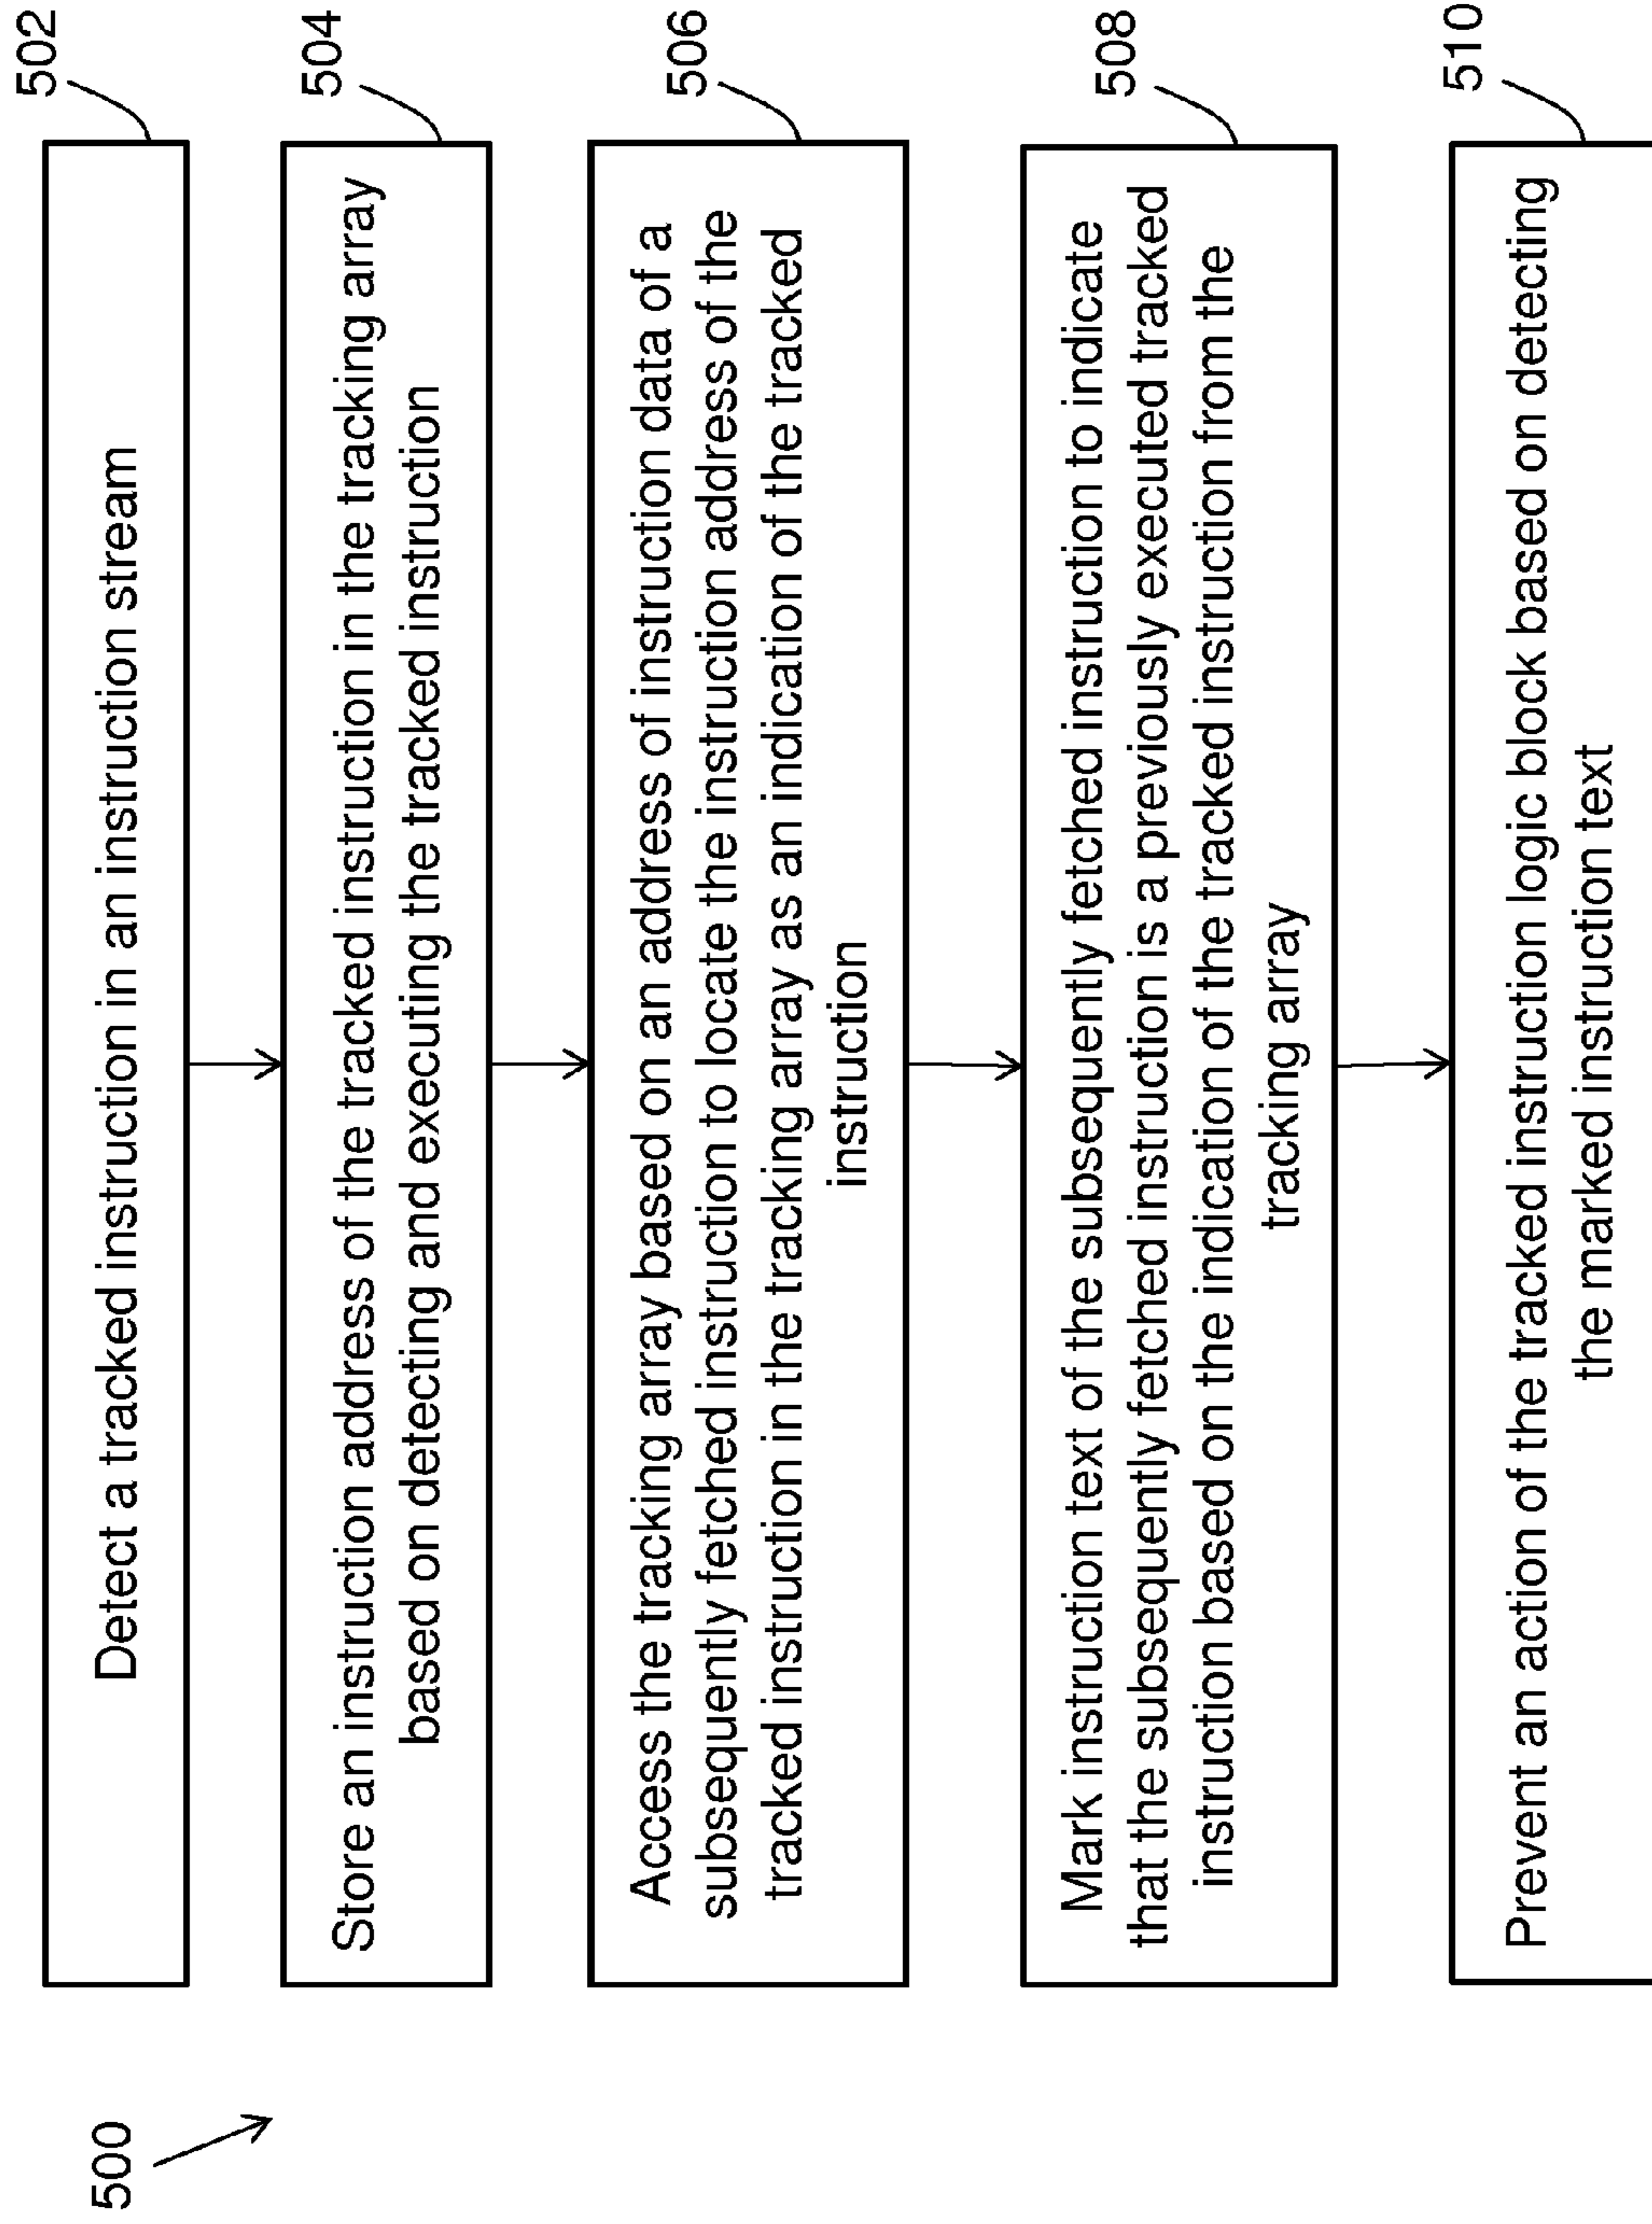 500
502
Detect a tracked instruction in an instruction stream
504
Store an instruction address of the tracked instruction in the tracking array
based on detecting and executing the tracked instruction
506
Access the tracking array based on an address of instruction data of a
subsequently fetched instruction to locate the instruction address of the
tracked instruction in the tracking array as an indication of the tracked
instruction
508
Mark instruction text of the subsequently fetched instruction to indicate
that the subsequently fetched instruction is a previously executed tracked
instruction based on the indication of the tracked instruction from the
tracking array
510
Prevent an action of the tracked instruction logic block based on detecting
the marked instruction text